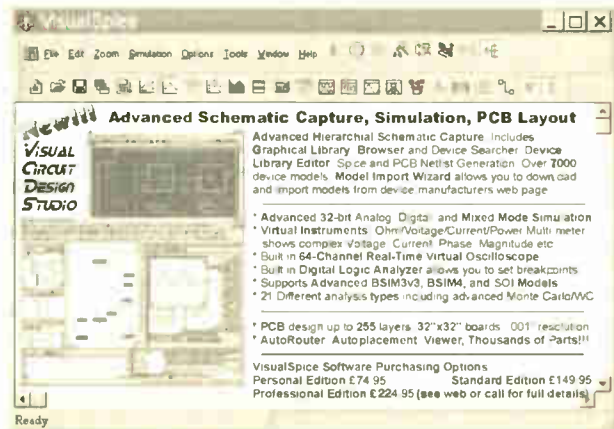 VisualSpice
File Edit Zoom Simulation Options Tools Window Help
New!!!
Advanced Schematic Capture, Simulation, PCB Layout
VISUAL
CIRCUIT
DESIGN
STUDIO
Advanced Hierarchial Schematic Capture Includes
Graphical Library Browser and Device Searcher Device
Library Editor Spice and PCB Netlist Generation Over 7000
device models. Model Import Wizard allows you to download
and import models from device manufacturers web page
* Advanced 32-bit Analog Digital and Mixed Mode Simulation
* Virtual Instruments Ohm/Voltage/Current/Power Multi meter
shows complex Voltage Current Phase Magnitude etc
* Built in 64-Channel Real-Time Virtual Oscilloscope
* Built in Digital Logic Analyzer allows you to set breakpoints
* Supports Advanced BSIM3v3, BSIM4, and SOI Models
* 21 Different analysis types including advanced Monte Carlo/WC
* PCB design up to 255 layers 32"x32" boards .001" resolution
* AutoRouter Autoplacement Viewer, Thousands of Parts!!!
VisualSpice Software Purchasing Options
Personal Edition £74 95 Standard Edition £149 95
Professional Edition £224 95 (see web or call for full details)
Ready